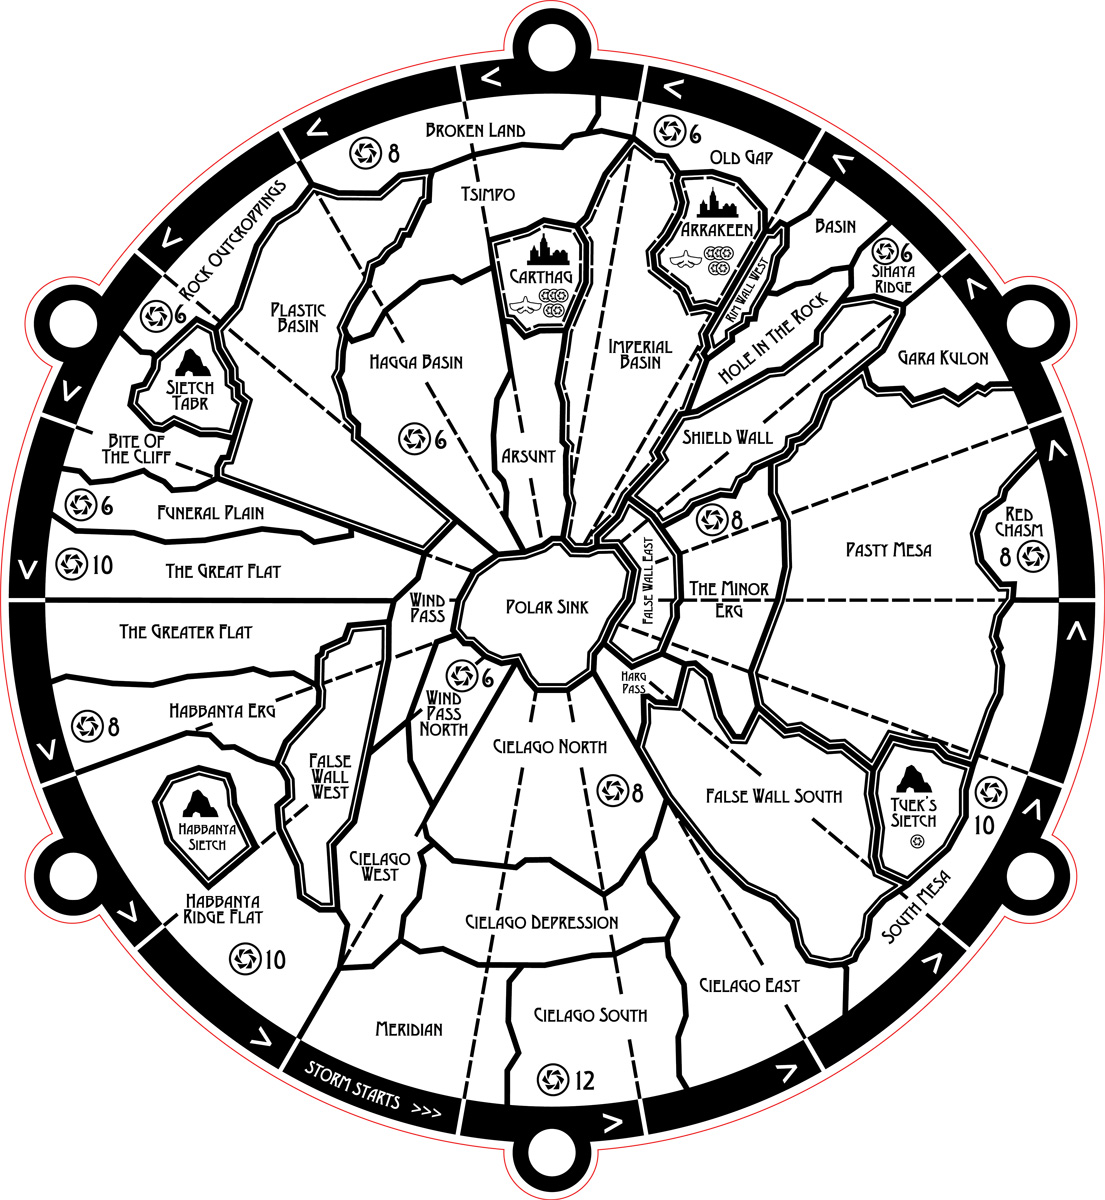 BROKEN LAND
8
6
OLD GAP
TSIMPO
ROCK OUTCROPPINGS
6
BASIN
6
SIHAYA
RIDGE
ARRAKEEN
CARTHAG
RIM WALL WEST
HOLE IN THE ROCK
PLASTIC
BASIN
HAGGA BASIN
6
IMPERIAL
BASIN
GARA KULON
SIETCH
TABR
BITE OF
THE CLIFF
SHIELD WALL
8
ARSUNT
6
FUNERAL PLAIN
10
THE GREAT FLAT
RED
CHASM
8
PASTY MESA
FALSE WALL EAST
THE MINOR
ERG
WIND
PASS
POLAR SINK
THE GREATER FLAT
HARG
PASS
6
WIND
PASS
NORTH
HABBANYA ERG
8
CIELAGO NORTH
8
FALSE
WALL
WEST
FALSE WALL SOUTH
TUEK'S
SIETCH
10
HABBANYA
SIETCH
CIELAGO
WEST
HABBANYA
RIDGE FLAT
10
CIELAGO DEPRESSION
SOUTH MESA
CIELAGO EAST
MERIDIAN
CIELAGO SOUTH
12
STORM STARTS >>>